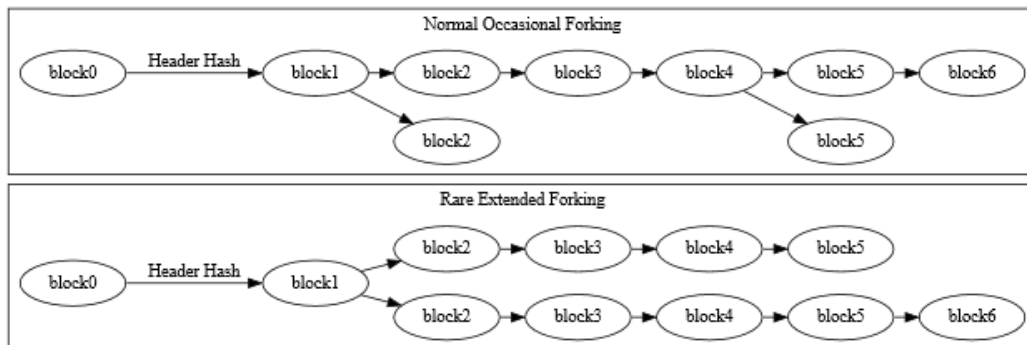 Normal Occasional Forking
block0 Header Hash block1 block2 block3 block4 block5 block6
block2 block5
Rare Extended Forking
block2 block3 block4 block5
block0 Header Hash block1
block2 block3 block4 block5 block6